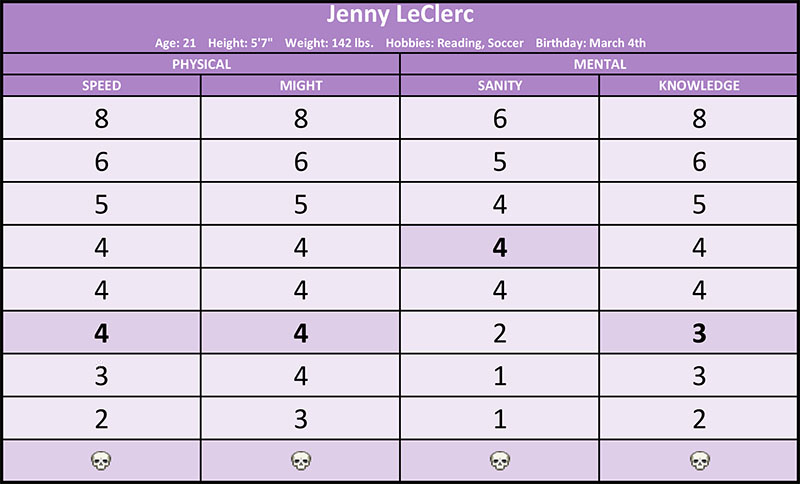 Jenny LeClerc
Age: 21 Height: 5'7" Weight: 142 lbs. Hobbies: Reading, Soccer Birthday: March 4th
PHYSICAL MENTAL
SPEED MIGHT SANITY KNOWLEDGE
8 8 6 8
6 6 5 6
5 5 4 5
4 4 4 4
4 4 4 4
4 4 2 3
3 4 1 3
2 3 1 2